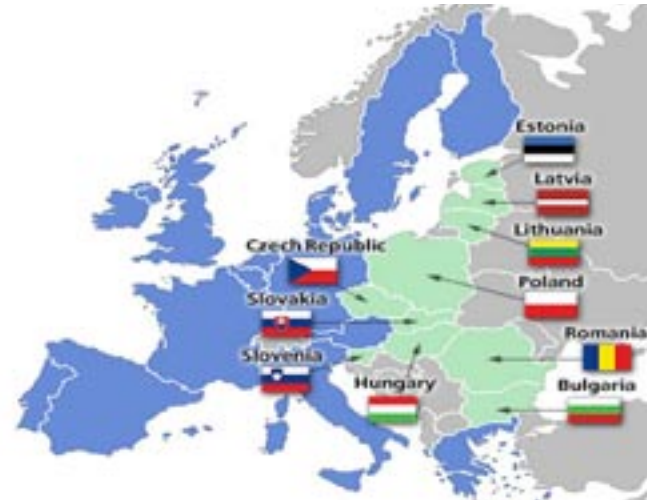 Estonia
Latvia
Lithuania
Czech Republic
Poland
Slovakia
Romania
Slovenia
Hungary
Bulgaria